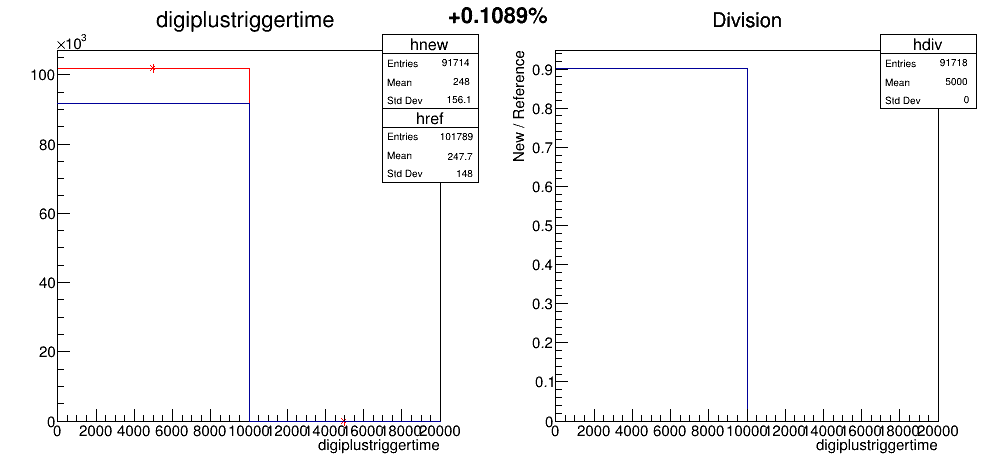 digiplustriggertime
+0.1089%
Division
×10³
hnew
Entries 91714
Mean 248
Std Dev 156.1
href
Entries 101789
Mean 247.7
Std Dev 148
100
80
60
40
20
0
0 2000 4000 6000 8000 10000 12000 14000 16000 18000 20000
digiplustriggertime
hdiv
Entries 91718
Mean 5000
Std Dev 0
New / Reference
0.9
0.8
0.7
0.6
0.5
0.4
0.3
0.2
0.1
0
0 2000 4000 6000 8000 10000 12000 14000 16000 18000 20000
digiplustriggertime